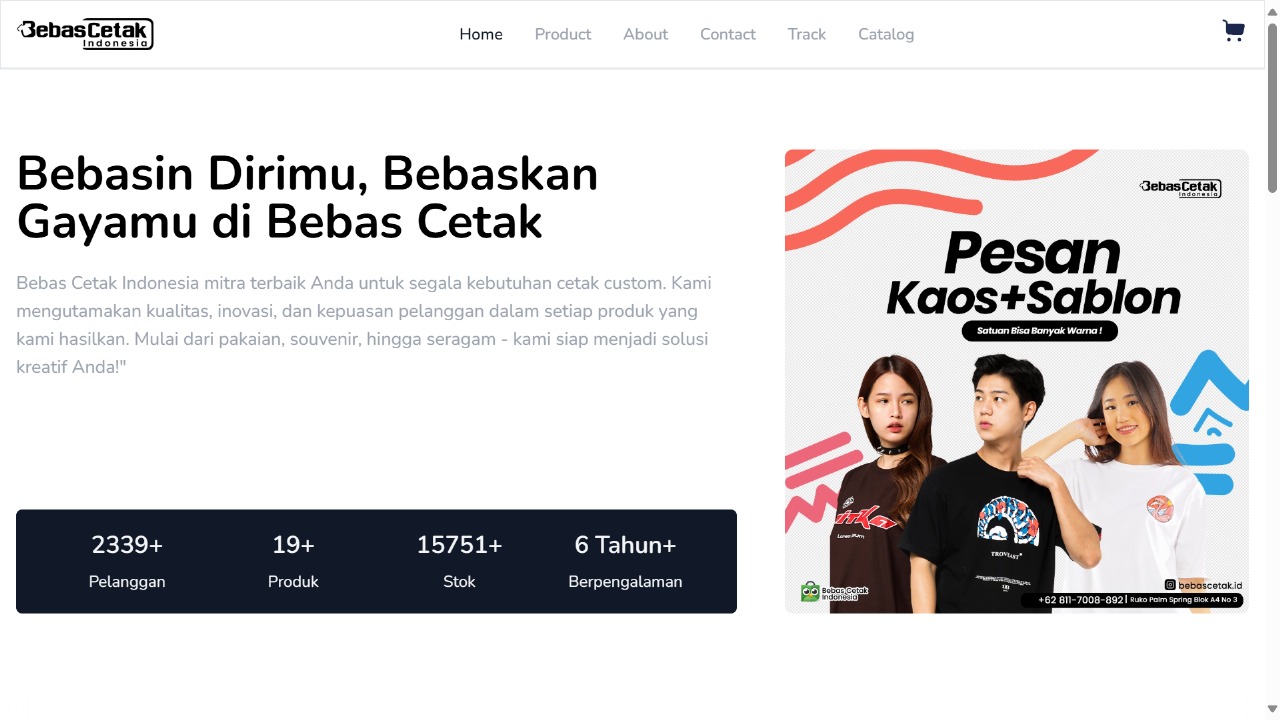 BebasCetak
Indonesia
Home
Product
About
Contact
Track
Catalog
Bebasin Dirimu, Bebaskan
Gayamu di Bebas Cetak
Bebas Cetak Indonesia mitra terbaik Anda untuk segala kebutuhan cetak custom. Kami
mengutamakan kualitas, inovasi, dan kepuasan pelanggan dalam setiap produk yang
kami hasilkan. Mulai dari pakaian, souvenir, hingga seragam - kami siap menjadi solusi
kreatif Anda!"
2339+
Pelanggan
19+
Produk
15751+
Stok
6 Tahun+
Berpengalaman
BebasCetak
Indonesia
Pesan
Kaos+Sablon
Satuan Bisa Banyak Warna !
Lorem Ipsum
TRONTAST
Bebas Cetak
Indonesia
bebascetak.id
+62 811-7008-892 | Ruko Palm Spring Blok A4 No 3